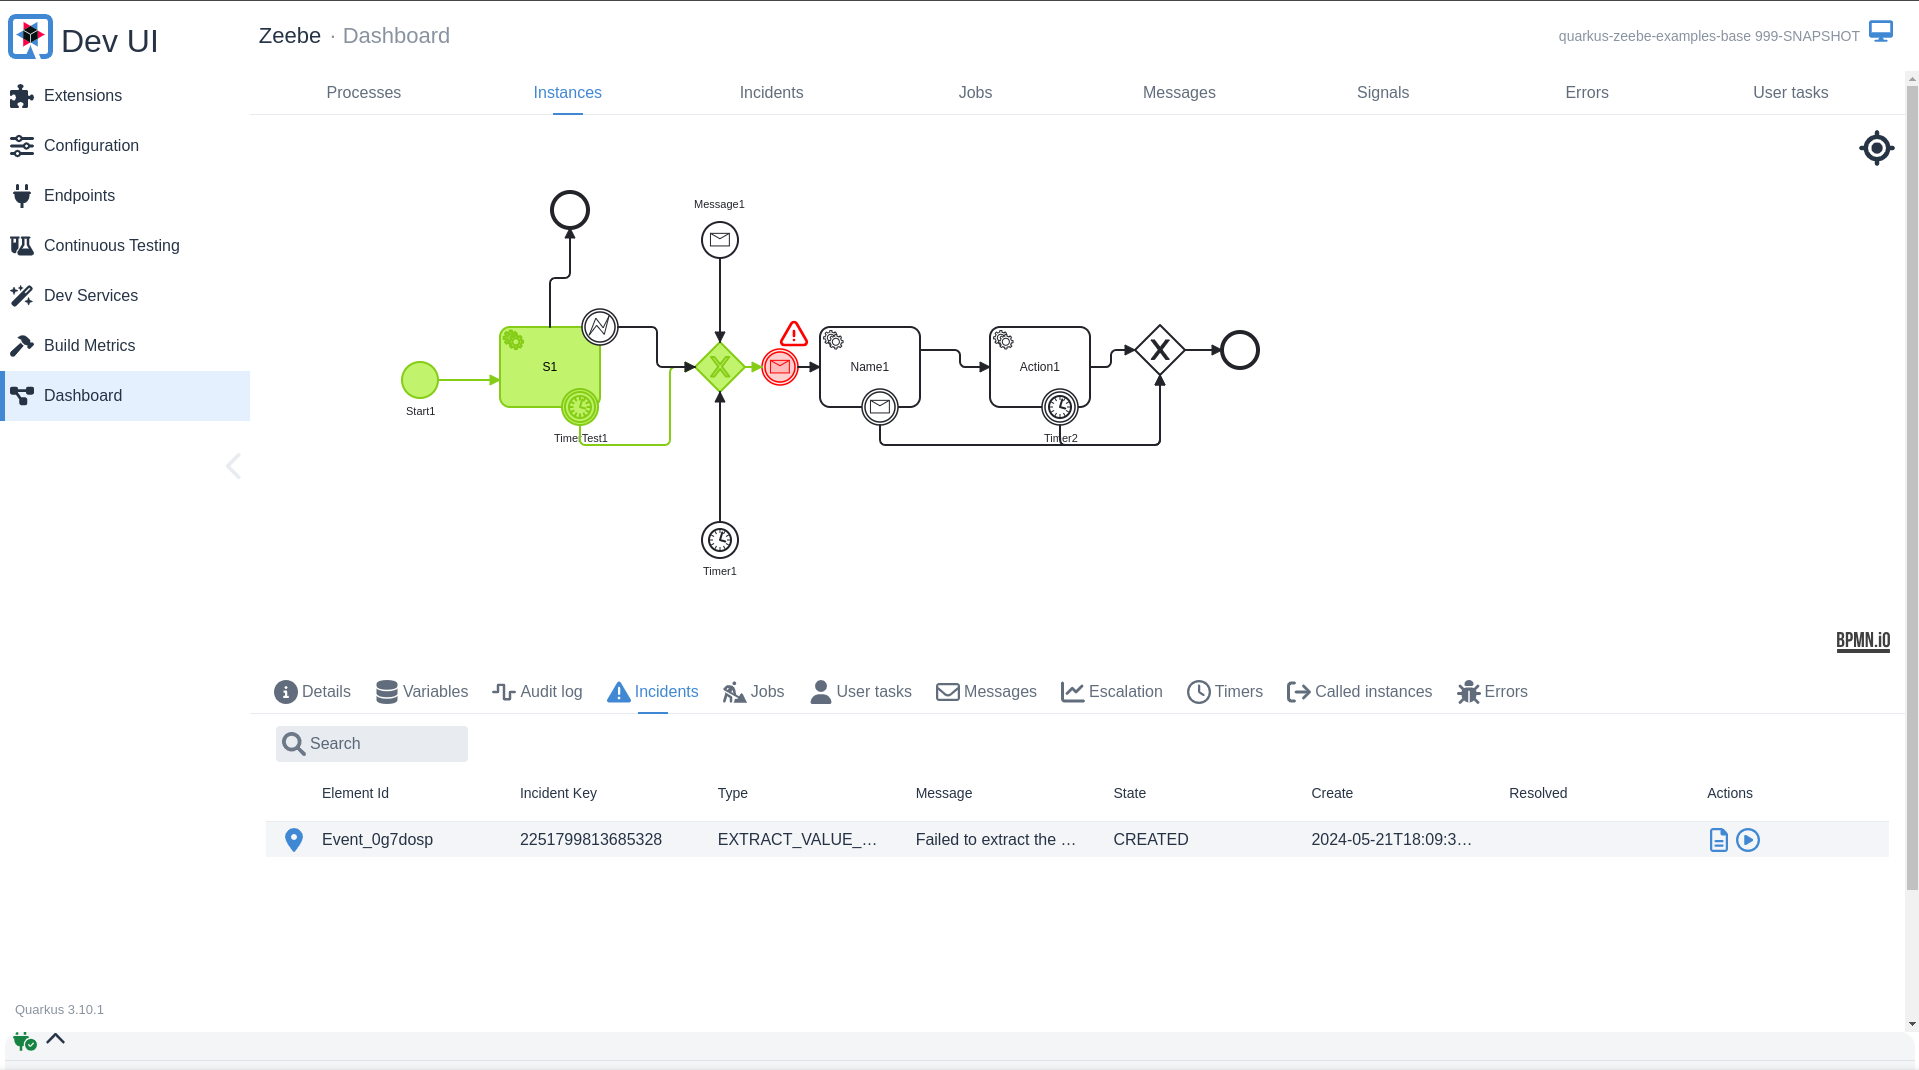 Dev UI
Zeebe · Dashboard
quarkus-zeebe-examples-base 999-SNAPSHOT
Extensions
Configuration
Endpoints
Continuous Testing
Dev Services
Build Metrics
Dashboard
Processes Instances Incidents Jobs Messages Signals Errors User tasks
Message1
S1
Name1
Action1
Start1
TimerTest1
Timer2
Timer1
BPMN.iO
Details Variables Audit log Incidents Jobs User tasks Messages Escalation Timers Called instances Errors
Search
Element Id Incident Key Type Message State Create Resolved Actions
Event_0g7dosp 2251799813685328 EXTRACT_VALUE_… Failed to extract the … CREATED 2024-05-21T18:09:3…
Quarkus 3.10.1